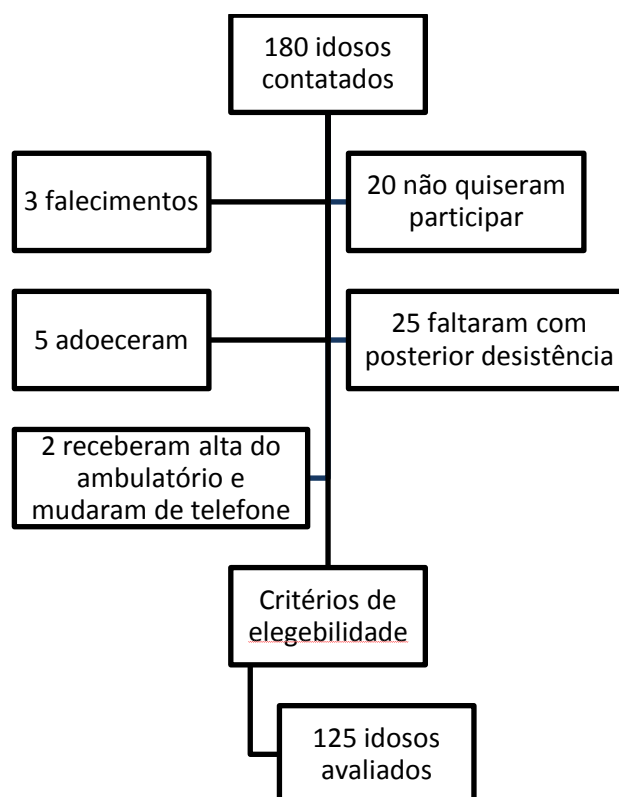 180 idosos
contatados
3 falecimentos
20 não quiseram
participar
5 adoeceram
25 faltaram com
posterior desistência
2 receberam alta do
ambulatório e
mudaram de telefone
Critérios de
elegebilidade
125 idosos
avaliados